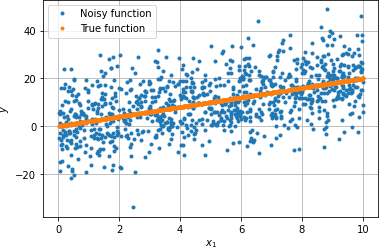 Noisy function
True function
40
20
0
−20
y
0 2 4 6 8 10
x₁